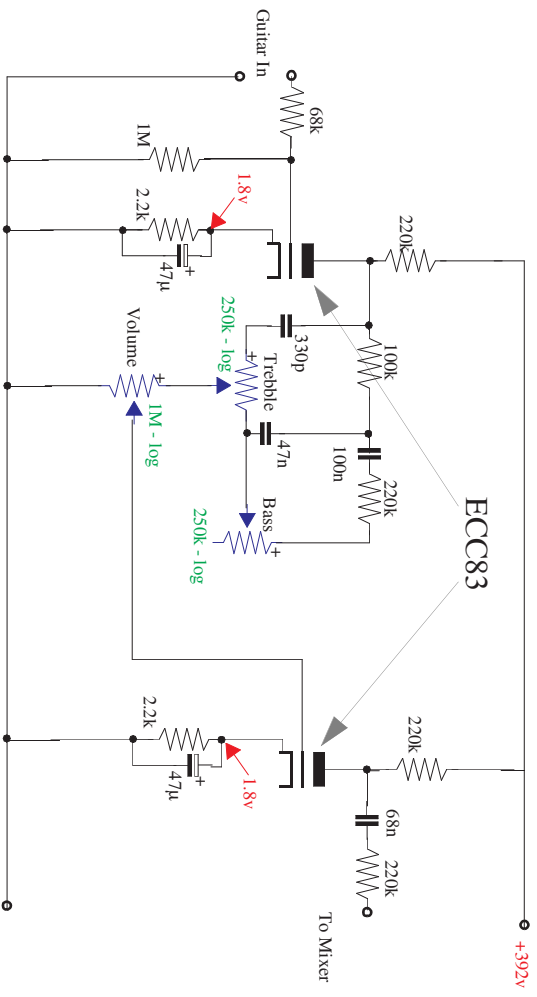 Guitar In
68k
1M
2.2k
1.8v
+
47µ
220k
ECC83
100k
330p
250k - log
+
Trebble
Volume
+
1M - log
47n
100n
220k
Bass
250k - log
+
2.2k
1.8v
+
47µ
220k
68n
220k
To Mixer
+392v